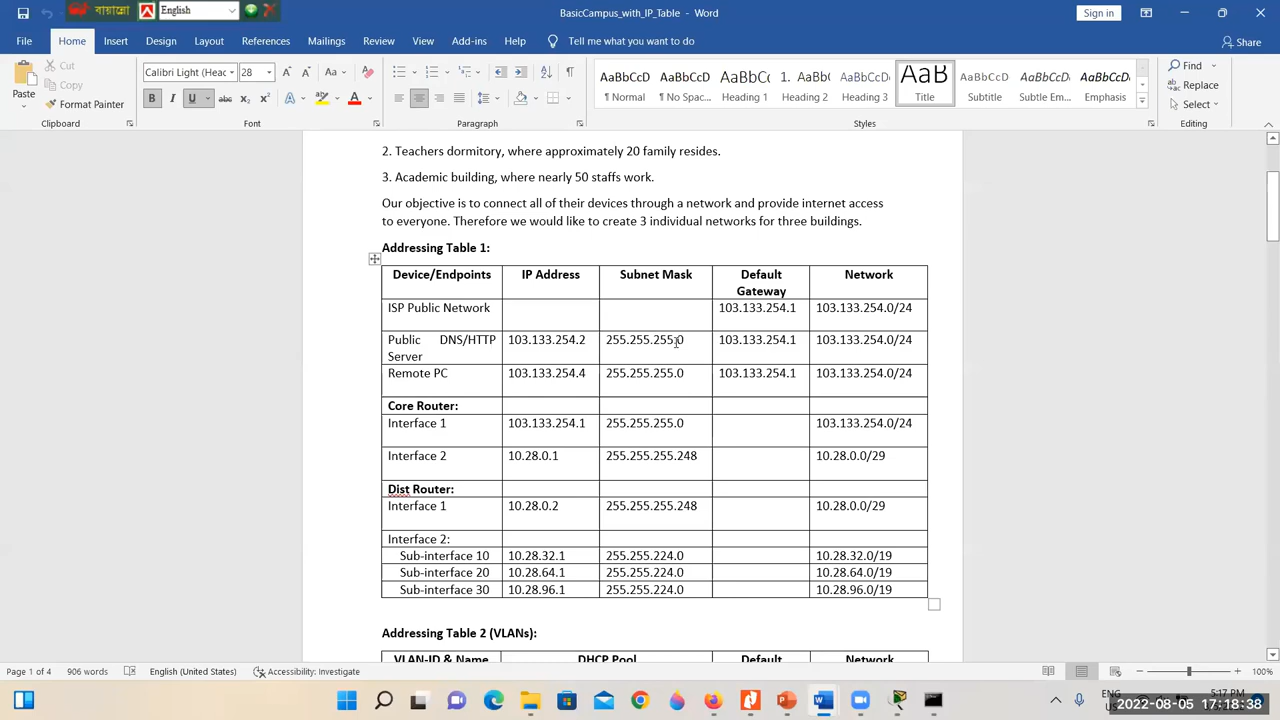 বায়ান্নো
English
BasicCampus_with_IP_Table - Word
Sign in
File Home Insert Design Layout References Mailings Review View Add-ins Help Tell me what you want to do Share
Paste
Cut
Copy
Format Painter
Clipboard
Calibri Light (Head
28
Font
Paragraph
AaBbCcD
¶ Normal
AaBbCcD
¶ No Spac...
AaBbC
Heading 1
1. AaBb
Heading 2
AaBbCcD
Heading 3
AaB
Title
AaBbCcD
Subtitle
AaBbCcD
Subtle Em...
AaBbCcD
Emphasis
Styles
Find
Replace
Select
Editing
2. Teachers dormitory, where approximately 20 family resides.
3. Academic building, where nearly 50 staffs work.
Our objective is to connect all of their devices through a network and provide internet access
to everyone. Therefore we would like to create 3 individual networks for three buildings.
Addressing Table 1:
Device/Endpoints IP Address Subnet Mask Default Gateway Network
ISP Public Network 103.133.254.1 103.133.254.0/24
Public DNS/HTTP Server 103.133.254.2 255.255.255.0 103.133.254.1 103.133.254.0/24
Remote PC 103.133.254.4 255.255.255.0 103.133.254.1 103.133.254.0/24
Core Router:
Interface 1 103.133.254.1 255.255.255.0 103.133.254.0/24
Interface 2 10.28.0.1 255.255.255.248 10.28.0.0/29
Dist Router:
Interface 1 10.28.0.2 255.255.255.248 10.28.0.0/29
Interface 2:
Sub-interface 10 10.28.32.1 255.255.224.0 10.28.32.0/19
Sub-interface 20 10.28.64.1 255.255.224.0 10.28.64.0/19
Sub-interface 30 10.28.96.1 255.255.224.0 10.28.96.0/19
Addressing Table 2 (VLANs):
VLAN-ID & Name DHCP Pool Default Network
Page 1 of 4 906 words English (United States) Accessibility: Investigate 100%
ENG
5:17 PM
2022-08-05 17:18:38